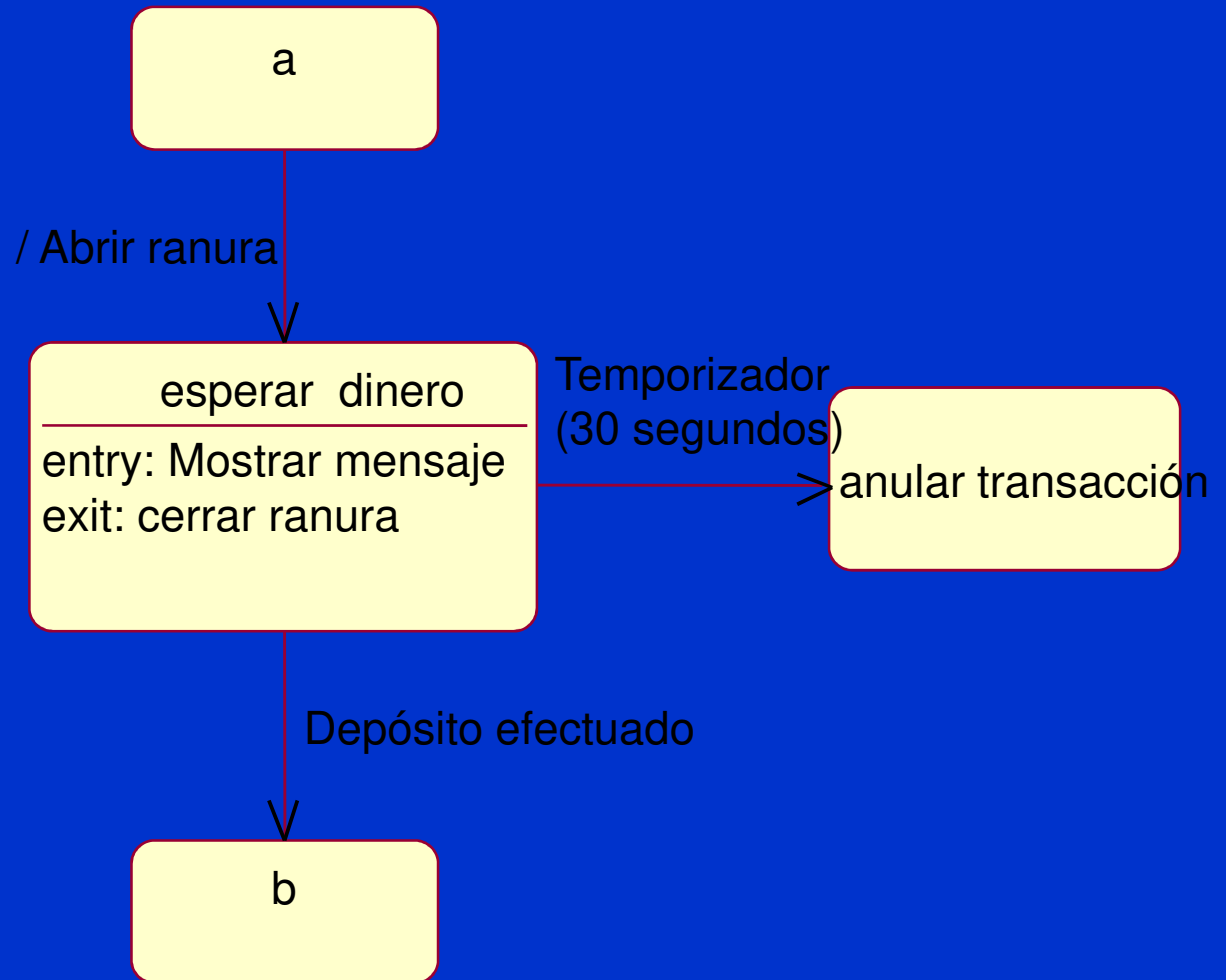 a
/ Abrir ranura
esperar dinero
entry: Mostrar mensaje
exit: cerrar ranura
Temporizador
(30 segundos)
anular transacción
Depósito efectuado
b